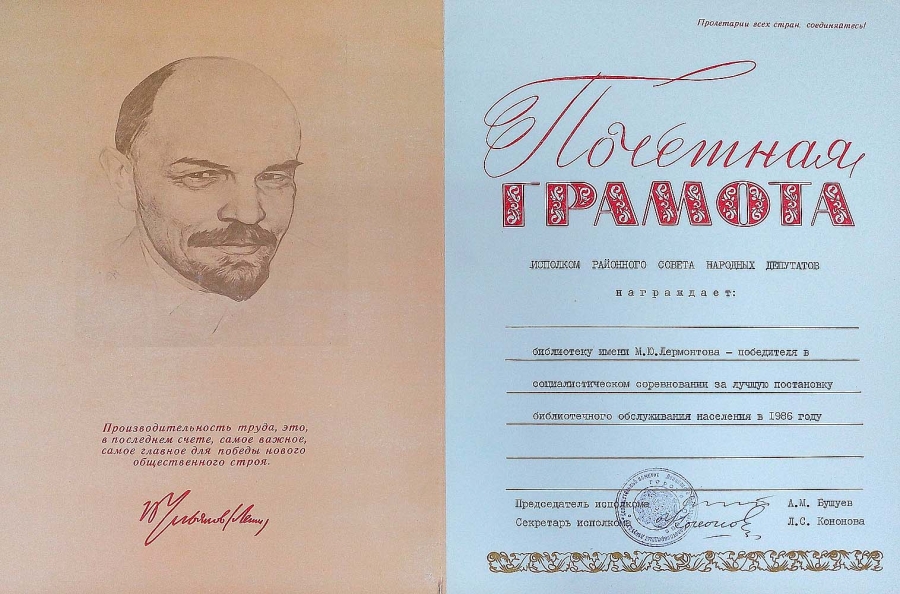 Производительность труда, это,
в последнем счете, самое важное,
самое главное для победы нового
общественного строя.
В Ульянов (Ленин)
Пролетарии всех стран, соединяйтесь!
Почетная
ГРАМОТА
ИСПОЛКОМ РАЙОННОГО СОВЕТА НАРОДНЫХ ДЕПУТАТОВ
награждает:
библиотеку имени М.Ю.Лермонтова – победителя в
социалистическом соревновании за лучшую постановку
библиотечного обслуживания населения в 1986 году
Председатель исполкома А.М. Бушуев
Секретарь исполкома Л.С. Кононова